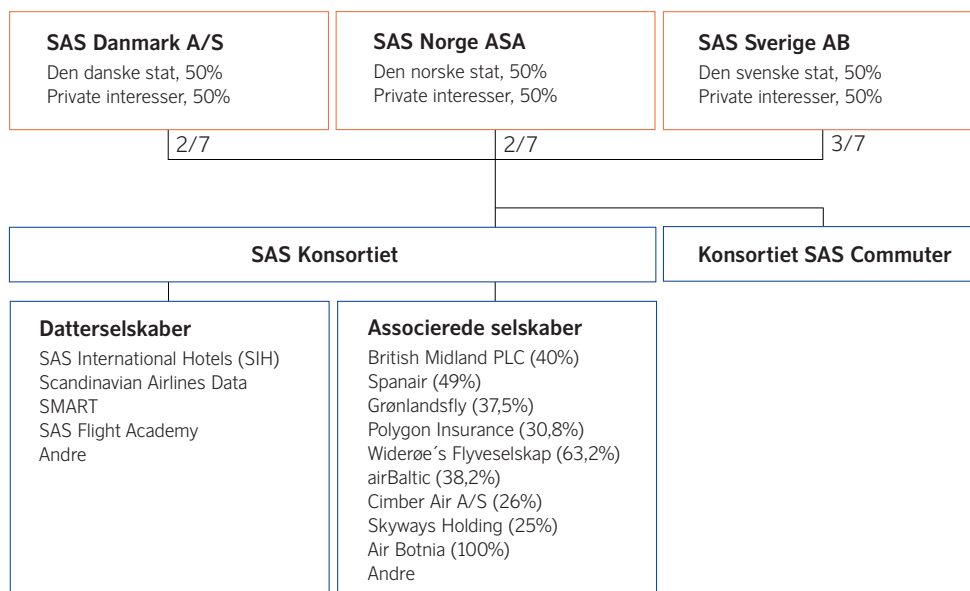 SAS Danmark A/S
Den danske stat, 50%
Private interesser, 50%
SAS Norge ASA
Den norske stat, 50%
Private interesser, 50%
SAS Sverige AB
Den svenske stat, 50%
Private interesser, 50%
2/7
2/7
3/7
SAS Konsortiet
Konsortiet SAS Commuter
Datterselskaber
SAS International Hotels (SIH)
Scandinavian Airlines Data
SMART
SAS Flight Academy
Andre
Associerede selskaber
British Midland PLC (40%)
Spanair (49%)
Grønlandsfly (37,5%)
Polygon Insurance (30,8%)
Widerøe´s Flyveselskap (63,2%)
airBaltic (38,2%)
Cimber Air A/S (26%)
Skyways Holding (25%)
Air Botnia (100%)
Andre